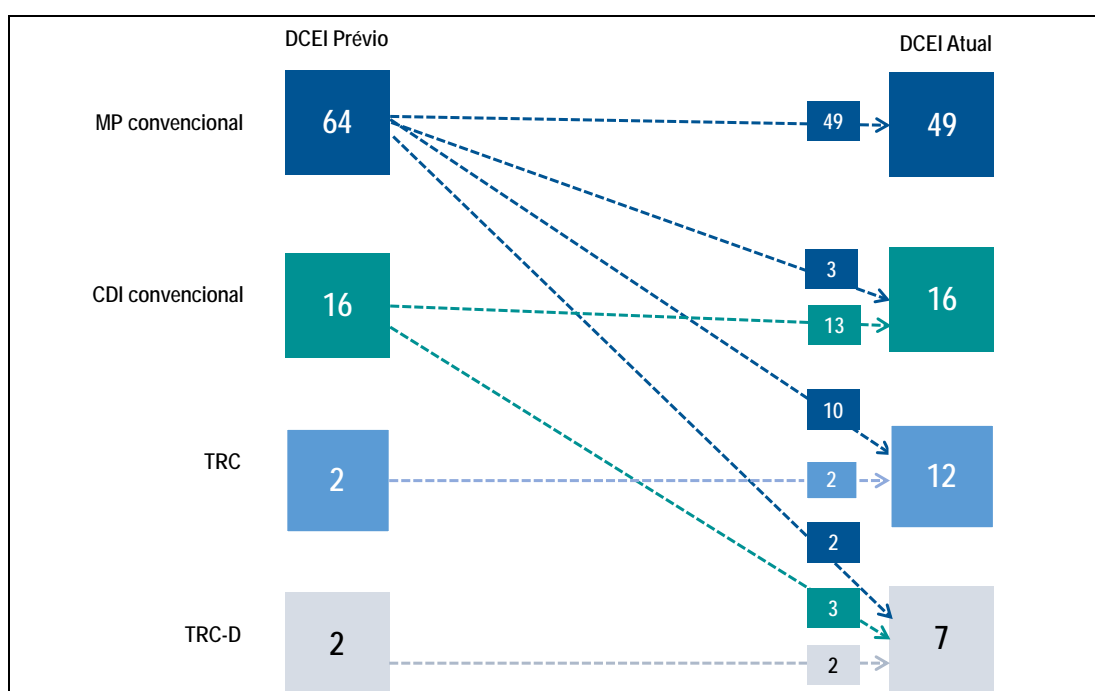 DCEI Prévio
DCEI Atual
MP convencional
64
49
49
CDI convencional
16
3
13
16
TRC
2
10
2
12
TRC-D
2
2
3
2
7